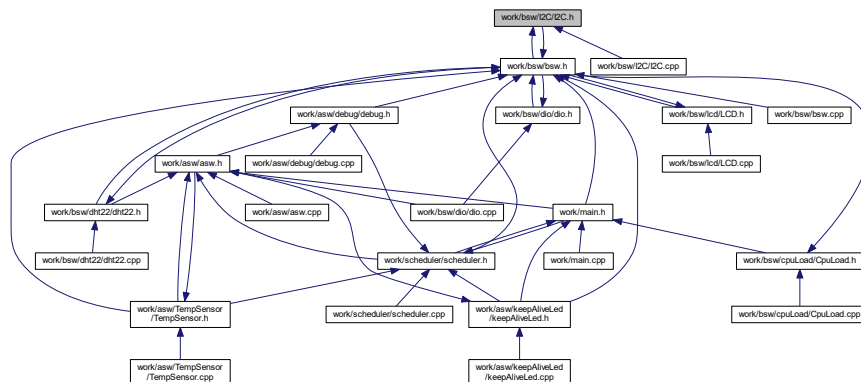 work/bsw/I2C/I2C.h
work/bsw/bsw.h
work/bsw/I2C/I2C.cpp
work/asw/debug/debug.h
work/bsw/dio/dio.h
work/bsw/lcd/LCD.h
work/bsw/bsw.cpp
work/asw/asw.h
work/asw/debug/debug.cpp
work/bsw/lcd/LCD.cpp
work/bsw/dht22/dht22.h
work/asw/asw.cpp
work/bsw/dio/dio.cpp
work/main.h
work/bsw/dht22/dht22.cpp
work/scheduler/scheduler.h
work/main.cpp
work/bsw/cpuLoad/CpuLoad.h
work/asw/TempSensor
/TempSensor.h
work/scheduler/scheduler.cpp
work/asw/keepAliveLed
/keepAliveLed.h
work/bsw/cpuLoad/CpuLoad.cpp
work/asw/TempSensor
/TempSensor.cpp
work/asw/keepAliveLed
/keepAliveLed.cpp